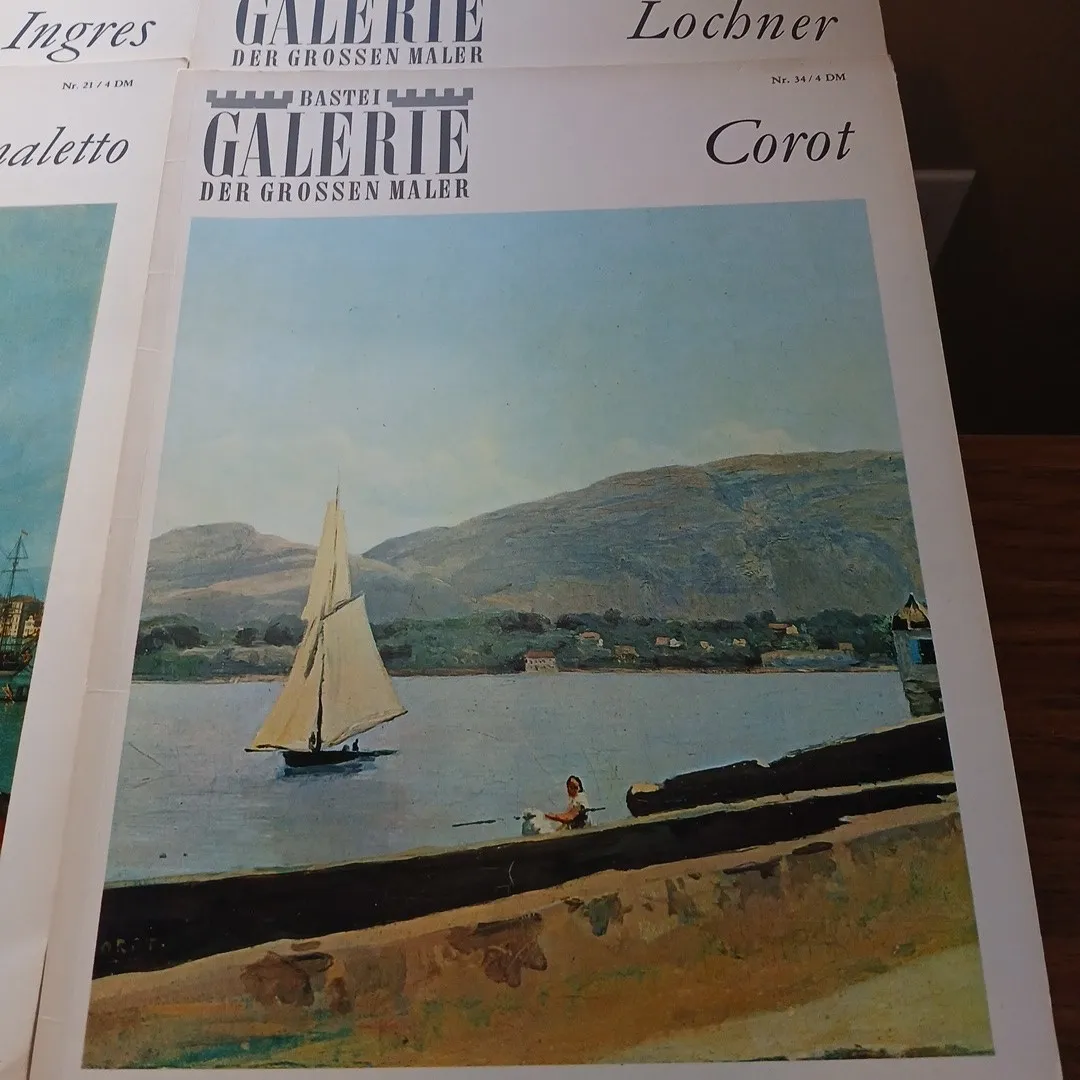 Ingres
GALERIE
DER GROSSEN MALER
Lochner
Nr. 21 / 4 DM
naletto
BASTEI
GALERIE
DER GROSSEN MALER
Nr. 34/4 DM
Corot
OROT.